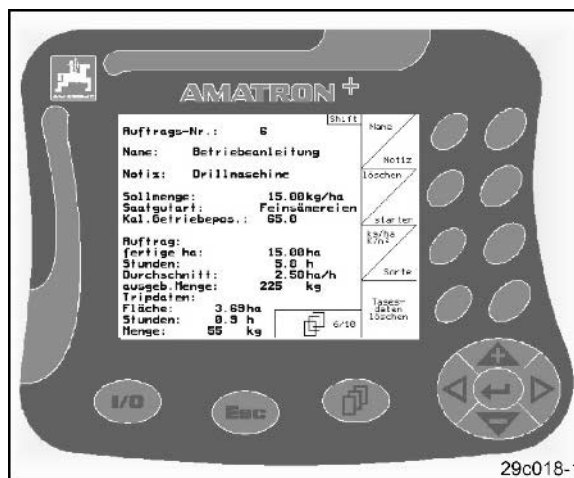 AMATRON+
Shift
Auftrags-Nr.: 6
Name: Betriebeanleitung
Notiz: Drillmaschine
Sollmenge: 15.00kg/ha
Saatgutart: Feinsämereien
Kal.Getriebepos.: 65.0
Auftrag:
fertige ha: 15.00ha
Stunden: 5.0 h
Durchschnitt: 2.50ha/h
ausgeb.Menge: 225 kg
Tripdaten:
Fläche: 3.69ha
Stunden: 0.9 h
Menge: 55 kg
6/10
Name
Notiz
löschen
starten
kg/ha
K/m²
Sorte
Tages-
daten
löschen
I/O
Esc
29c018-1